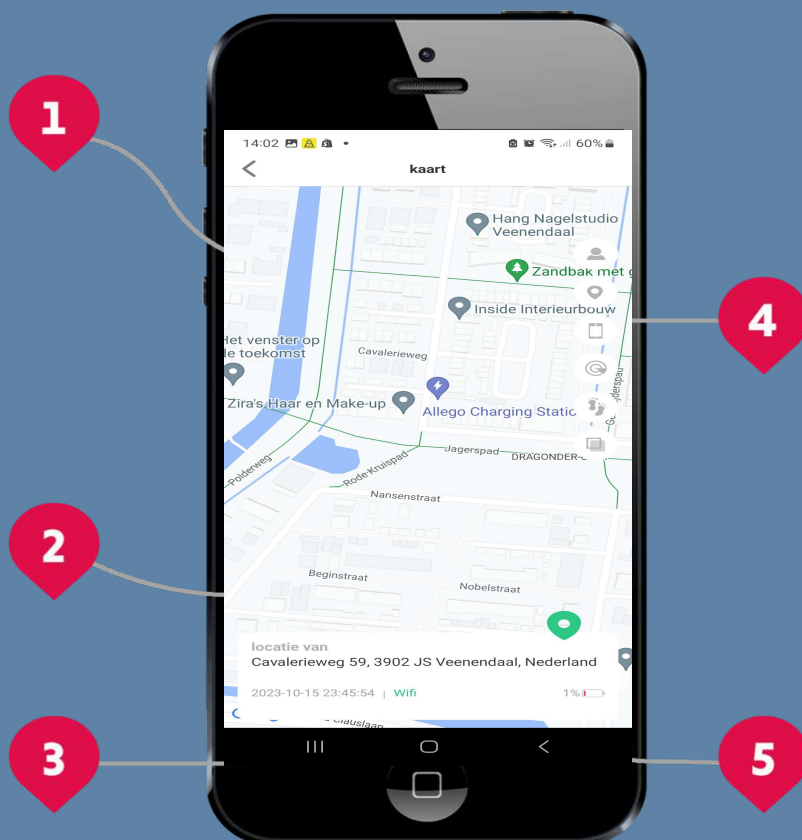 1
14:02
60%
kaart
Hang Nagelstudio
Veenendaal
Zandbak met g
Inside Interieurbouw
4
Het venster op
de toekomst
Cavalerieweg
Zira's Haar en Make-up
Allego Charging Static
Jagerspad
DRAGONDER-
Polderweg
Rode-Kruispad
Nansenstraat
2
Beginstraat
Nobelstraat
locatie van
Cavalerieweg 59, 3902 JS Veenendaal, Nederland
2023-10-15 23:45:54 | Wifi
1%
3
5